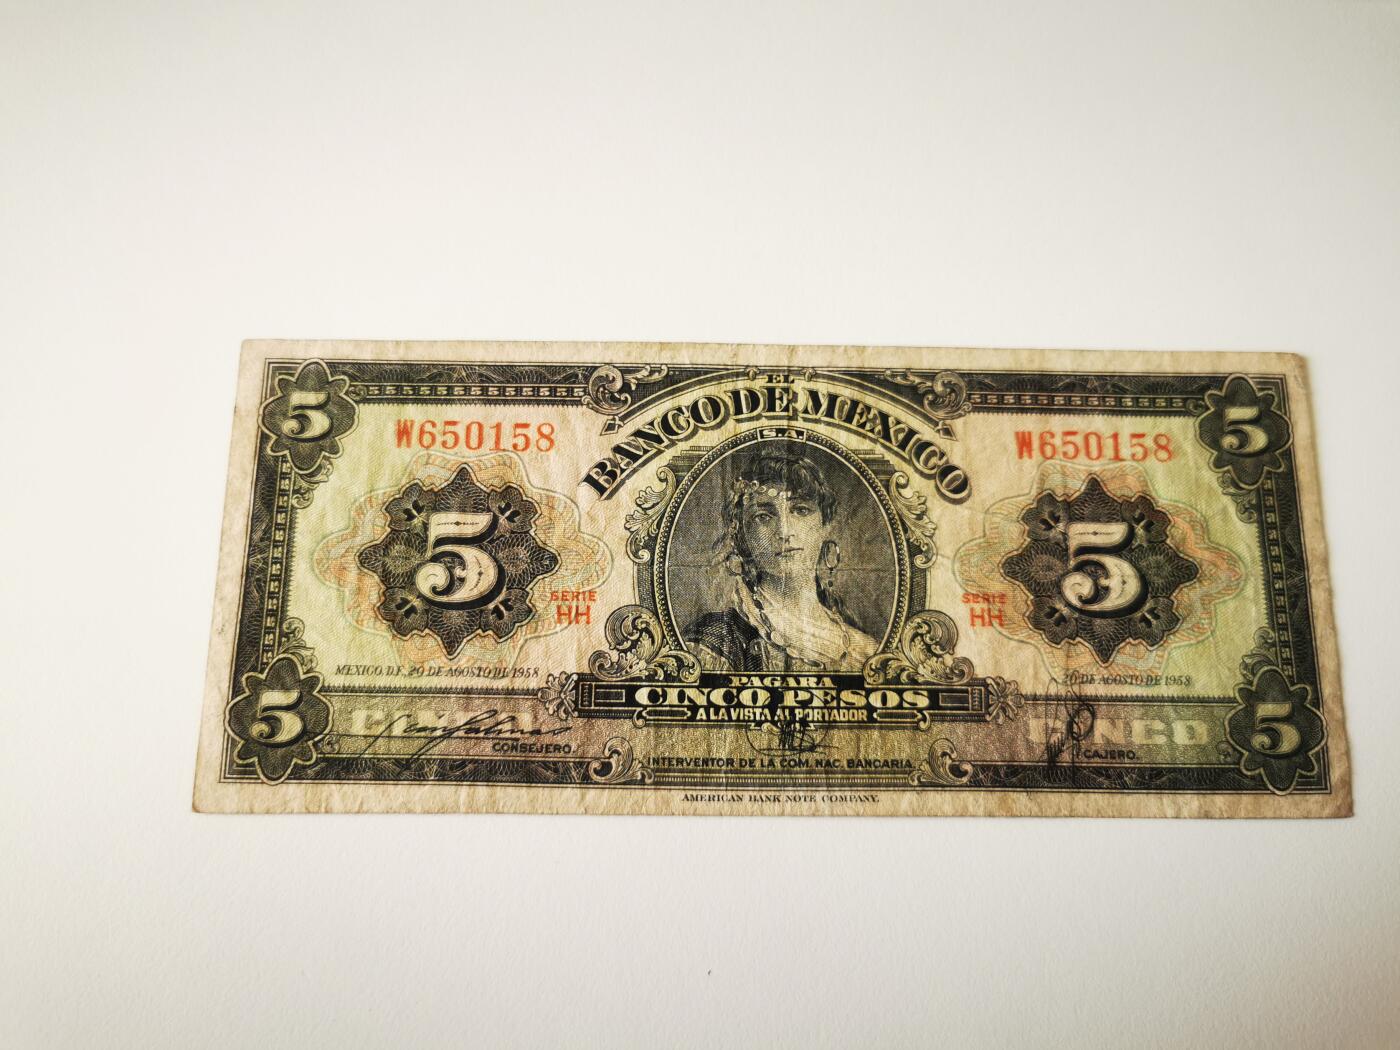 EL
BANCO DE MEXICO
S.A.
5
5
W650158
W650158
5
5
SERIE
HH
SERIE
HH
MEXICO D.F. 20 DE AGOSTO DE 1958
20 DE AGOSTO DE 1958
PAGARA
CINCO PESOS
A LA VISTA AL PORTADOR
5
5
CINCO
CONSEJERO.
CAJERO.
INTERVENTOR DE LA COM. NAC. BANCARIA.
AMERICAN BANK NOTE COMPANY.